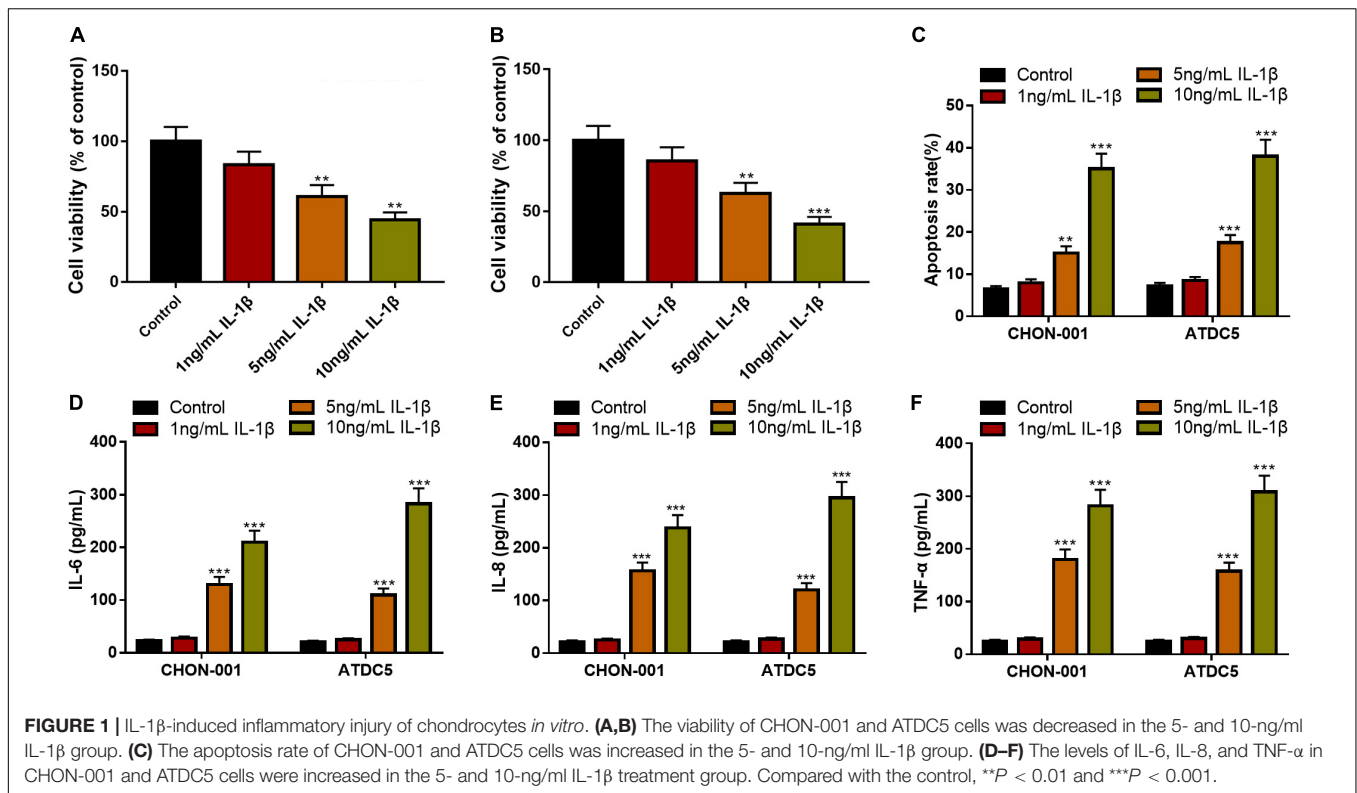 A
Cell viability (% of control)
150
100
50
0
**
**
Control
1ng/mL IL-1β
5ng/mL IL-1β
10ng/mL IL-1β
B
Cell viability (% of control)
150
100
50
0
**
***
Control
1ng/mL IL-1β
5ng/mL IL-1β
10ng/mL IL-1β
C
Control
5ng/mL IL-1β
1ng/mL IL-1β
10ng/mL IL-1β
Apoptosis rate(%)
50
40
30
20
10
0
**
***
***
***
CHON-001
ATDC5
D
Control
5ng/mL IL-1β
1ng/mL IL-1β
10ng/mL IL-1β
IL-6 (pg/mL)
400
300
200
100
0
***
***
***
***
CHON-001
ATDC5
E
Control
5ng/mL IL-1β
1ng/mL IL-1β
10ng/mL IL-1β
IL-8 (pg/mL)
400
300
200
100
0
***
***
***
***
CHON-001
ATDC5
F
Control
5ng/mL IL-1β
1ng/mL IL-1β
10ng/mL IL-1β
TNF-α (pg/mL)
400
300
200
100
0
***
***
***
***
CHON-001
ATDC5
FIGURE 1 | IL-1β-induced inflammatory injury of chondrocytes in vitro. (A,B) The viability of CHON-001 and ATDC5 cells was decreased in the 5- and 10-ng/ml
IL-1β group. (C) The apoptosis rate of CHON-001 and ATDC5 cells was increased in the 5- and 10-ng/ml IL-1β group. (D–F) The levels of IL-6, IL-8, and TNF-α in
CHON-001 and ATDC5 cells were increased in the 5- and 10-ng/ml IL-1β treatment group. Compared with the control, **P < 0.01 and ***P < 0.001.